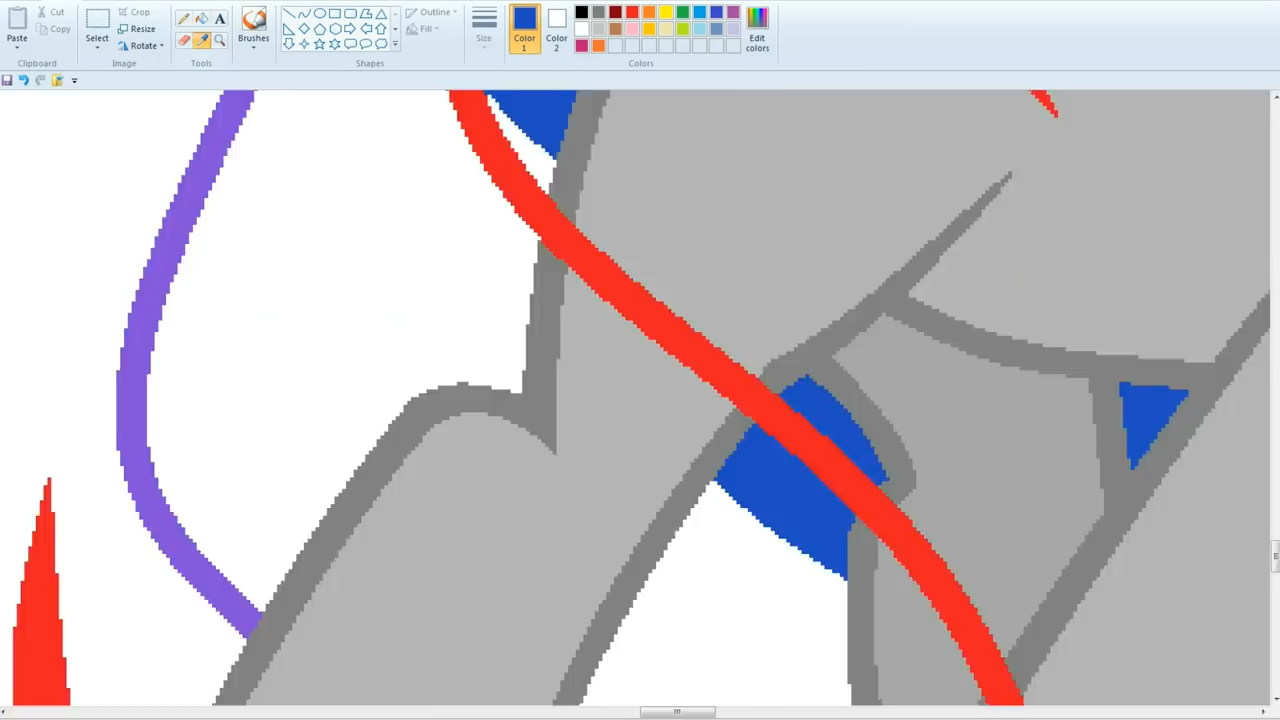 Cut
Copy
Paste
Clipboard
Select
Crop
Resize
Rotate
Image
A
Tools
Brushes
Shapes
Outline
Fill
Size
Color 1
Color 2
Edit colors
Colors